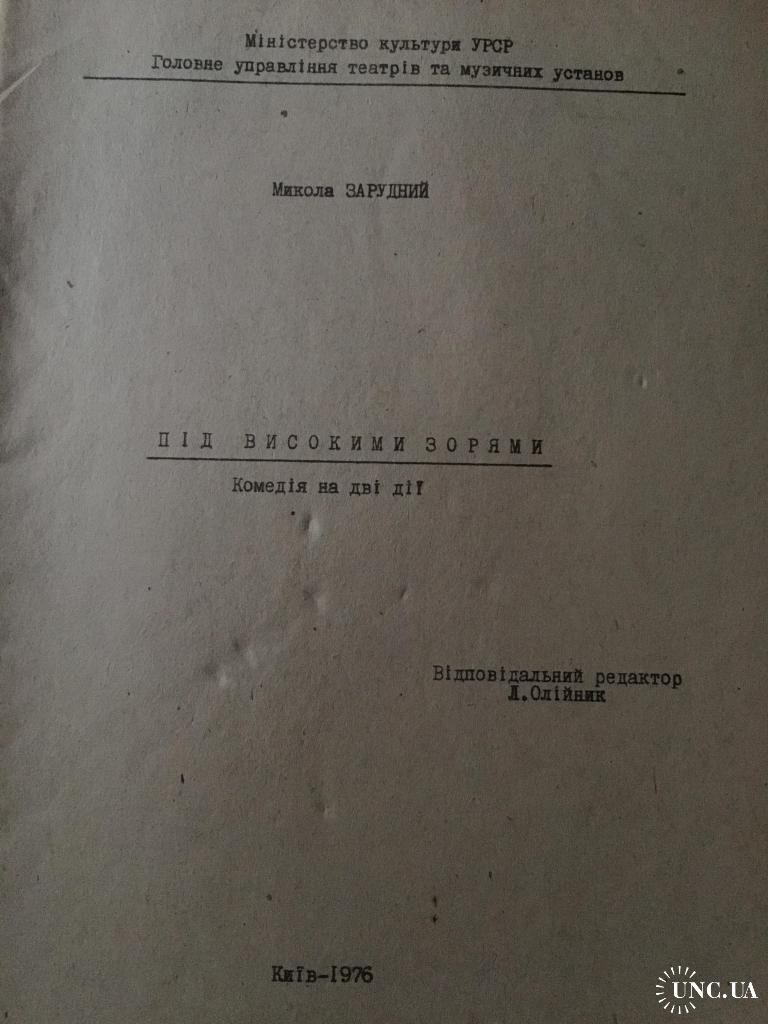 Міністерство культури УРСР
Головне управління театрів та музичних установ
Микола ЗАРУДНИЙ
ПІД ВИСОКИМИ ЗОРЯМИ
Комедія на дві дії
Відповідальний редактор
Л.Олійник
Київ-1976
UNC.UA